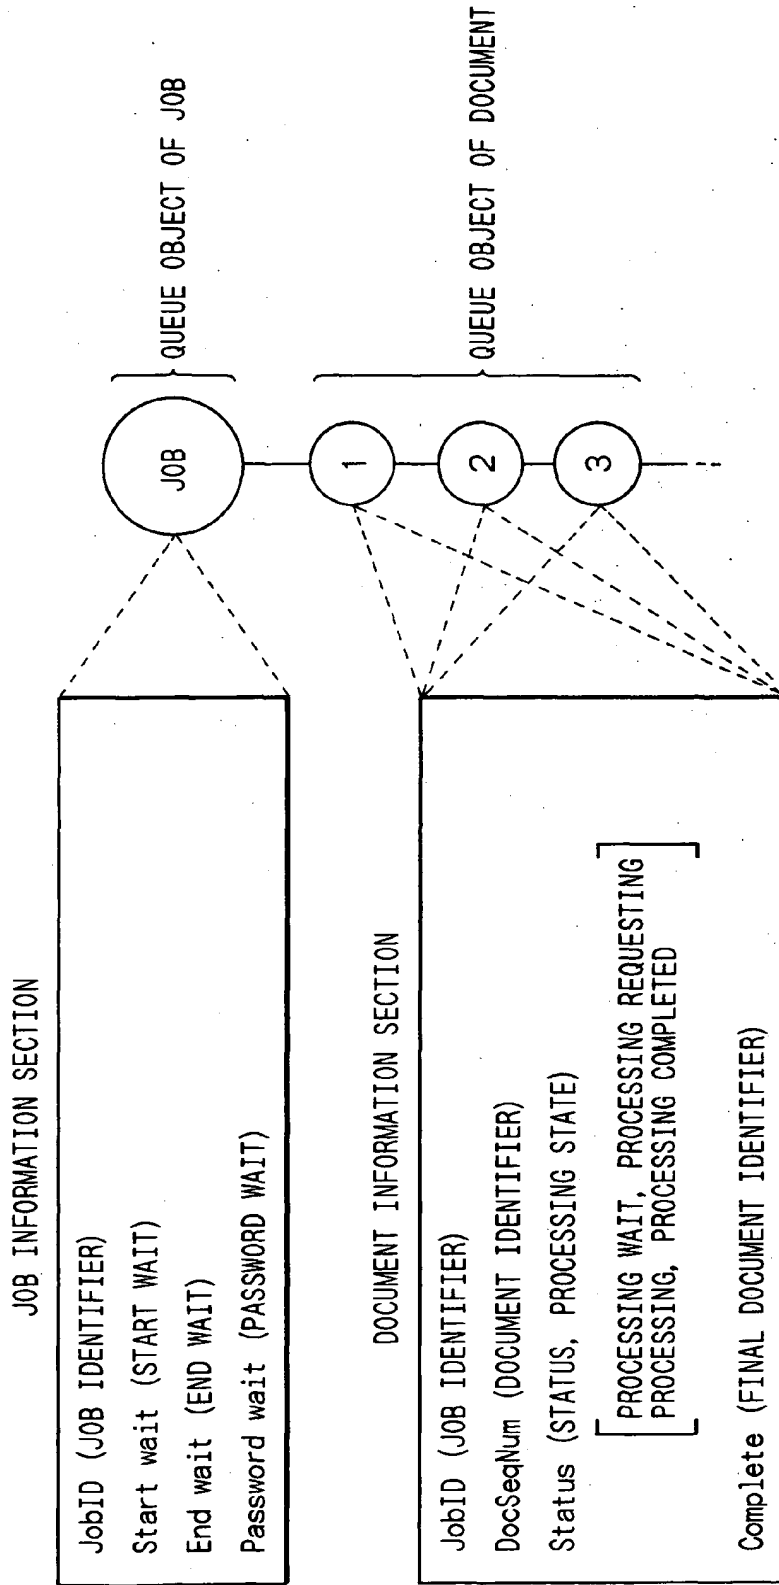 JOB INFORMATION SECTION
JobID (JOB IDENTIFIER)
Start wait (START WAIT)
End wait (END WAIT)
Password wait (PASSWORD WAIT)
JOB
QUEUE OBJECT OF JOB
DOCUMENT INFORMATION SECTION
JobID (JOB IDENTIFIER)
DocSeqNum (DOCUMENT IDENTIFIER)
Status (STATUS, PROCESSING STATE)
PROCESSING WAIT, PROCESSING REQUESTING
PROCESSING, PROCESSING COMPLETED
Complete (FINAL DOCUMENT IDENTIFIER)
1
2
3
QUEUE OBJECT OF DOCUMENT